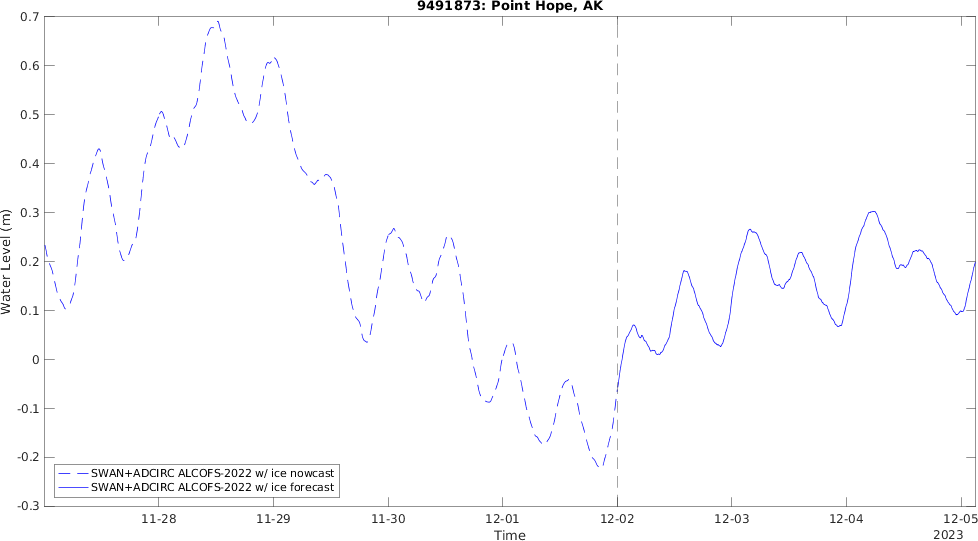 9491873: Point Hope, AK
0.7
0.6
0.5
0.4
0.3
0.2
0.1
0
-0.1
-0.2
-0.3
Water Level (m)
SWAN+ADCIRC ALCOFS-2022 w/ ice nowcast
SWAN+ADCIRC ALCOFS-2022 w/ ice forecast
11-28 11-29 11-30 12-01 12-02 12-03 12-04 12-05
Time
2023